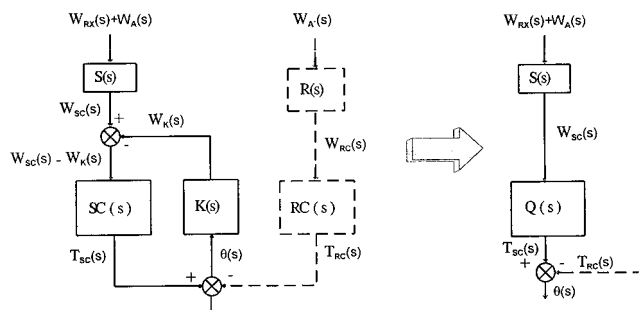 W_RX(s)+W_A(s)
S(s)
W_SC(s)
+
-
W_K(s)
W_SC(s) - W_K(s)
SC(s)
K(s)
T_SC(s)
θ(s)
+
-
W_A(s)
R(s)
W_RC(s)
RC(s)
T_RC(s)
W_RX(s)+W_A(s)
S(s)
W_SC(s)
Q(s)
T_SC(s)
+
-
T_RC(s)
θ(s)